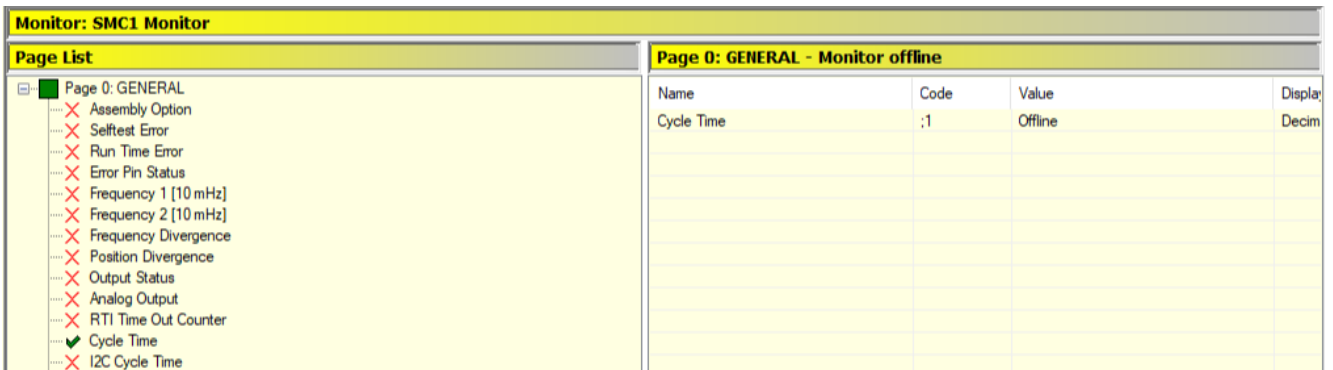 Monitor: SMC1 Monitor
Page List
Page 0: GENERAL
Assembly Option
Selftest Error
Run Time Error
Error Pin Status
Frequency 1 [10 mHz]
Frequency 2 [10 mHz]
Frequency Divergence
Position Divergence
Output Status
Analog Output
RTI Time Out Counter
Cycle Time
I2C Cycle Time
Page 0: GENERAL - Monitor offline
Name Code Value Display
Cycle Time ;1 Offline Decim